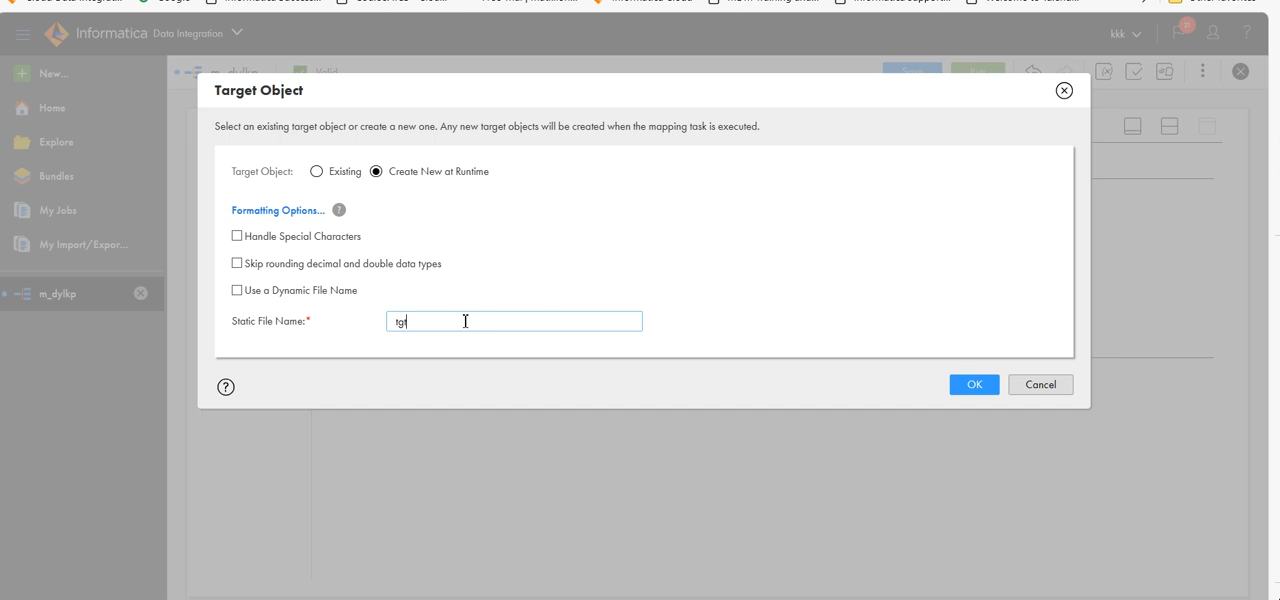 Informatica Data Integration
kkk
New...
m_dylkp
Valid
Home
Explore
Bundles
My Jobs
My Import/Expor...
m_dylkp
Target Object
Select an existing target object or create a new one. Any new target objects will be created when the mapping task is executed.
Target Object: Existing Create New at Runtime
Formatting Options... ?
Handle Special Characters
Skip rounding decimal and double data types
Use a Dynamic File Name
Static File Name:* tgt
? OK Cancel